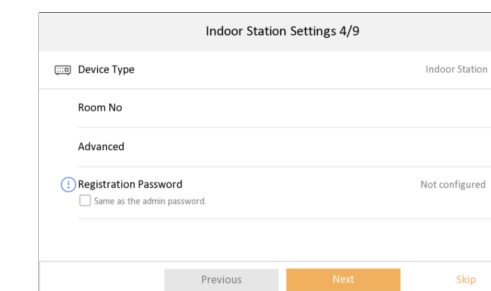 Indoor Station Settings 4/9
Device Type Indoor Station
Room No
Advanced
Registration Password Not configured
Same as the admin password.
Previous Next Skip